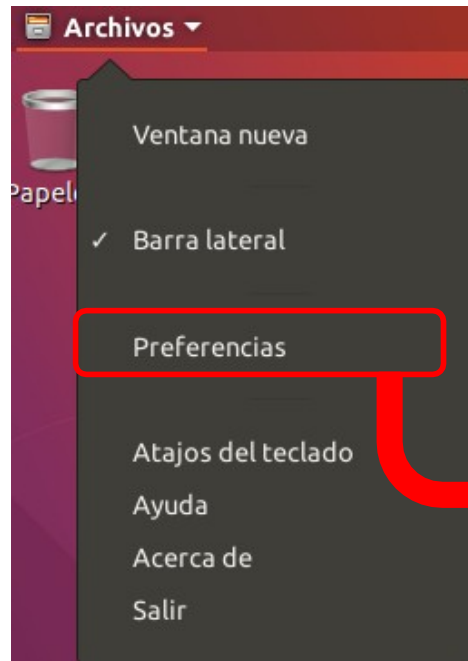 Archivos
Ventana nueva
Papel
✓ Barra lateral
Preferencias
Atajos del teclado
Ayuda
Acerca de
Salir